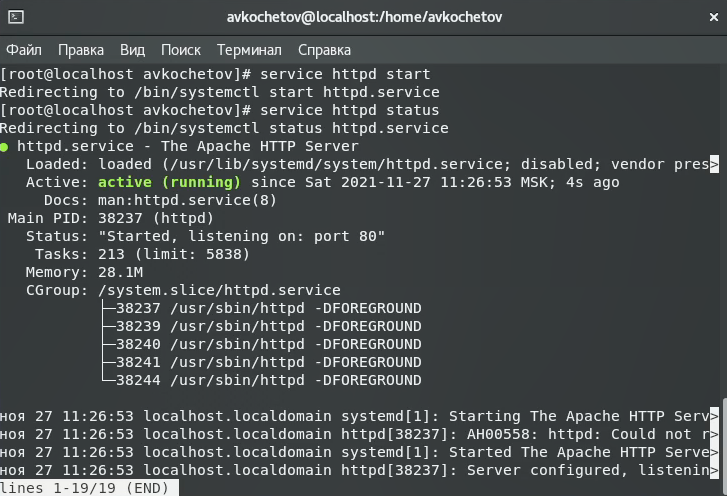 avkochetov@localhost:/home/avkochetov
Файл Правка Вид Поиск Терминал Справка
[root@localhost avkochetov]# service httpd start
Redirecting to /bin/systemctl start httpd.service
[root@localhost avkochetov]# service httpd status
Redirecting to /bin/systemctl status httpd.service
● httpd.service - The Apache HTTP Server
   Loaded: loaded (/usr/lib/systemd/system/httpd.service; disabled; vendor pres>
   Active: active (running) since Sat 2021-11-27 11:26:53 MSK; 4s ago
     Docs: man:httpd.service(8)
 Main PID: 38237 (httpd)
   Status: "Started, listening on: port 80"
    Tasks: 213 (limit: 5838)
   Memory: 28.1M
   CGroup: /system.slice/httpd.service
           ├─38237 /usr/sbin/httpd -DFOREGROUND
           ├─38239 /usr/sbin/httpd -DFOREGROUND
           ├─38240 /usr/sbin/httpd -DFOREGROUND
           ├─38241 /usr/sbin/httpd -DFOREGROUND
           └─38244 /usr/sbin/httpd -DFOREGROUND
ноя 27 11:26:53 localhost.localdomain systemd[1]: Starting The Apache HTTP Serv>
ноя 27 11:26:53 localhost.localdomain httpd[38237]: AH00558: httpd: Could not r>
ноя 27 11:26:53 localhost.localdomain systemd[1]: Started The Apache HTTP Serve>
ноя 27 11:26:53 localhost.localdomain httpd[38237]: Server configured, listenin>
lines 1-19/19 (END)